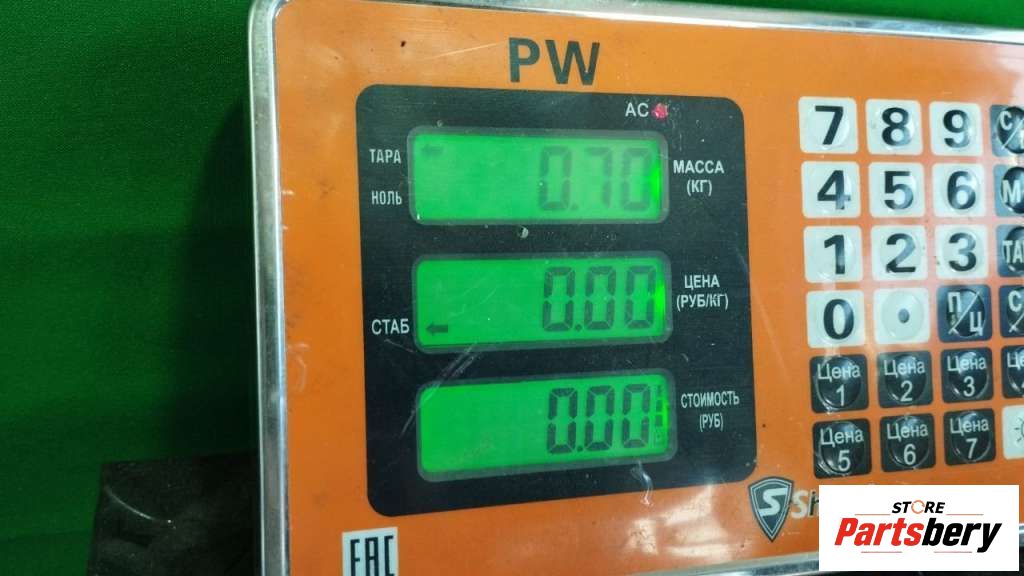 PW
AC
ТАРА
НОЛЬ
0.70
МАССА
(КГ)
СТАБ
0.00
ЦЕНА
(РУБ/КГ)
0.00
СТОИМОСТЬ
(РУБ)
7 8 9
4 5 6 М
1 2 3
0 . П/Ц
Цена 1 Цена 2 Цена 3
Цена 5 Цена 6 Цена 7
S
EAC
STORE
Partsbery